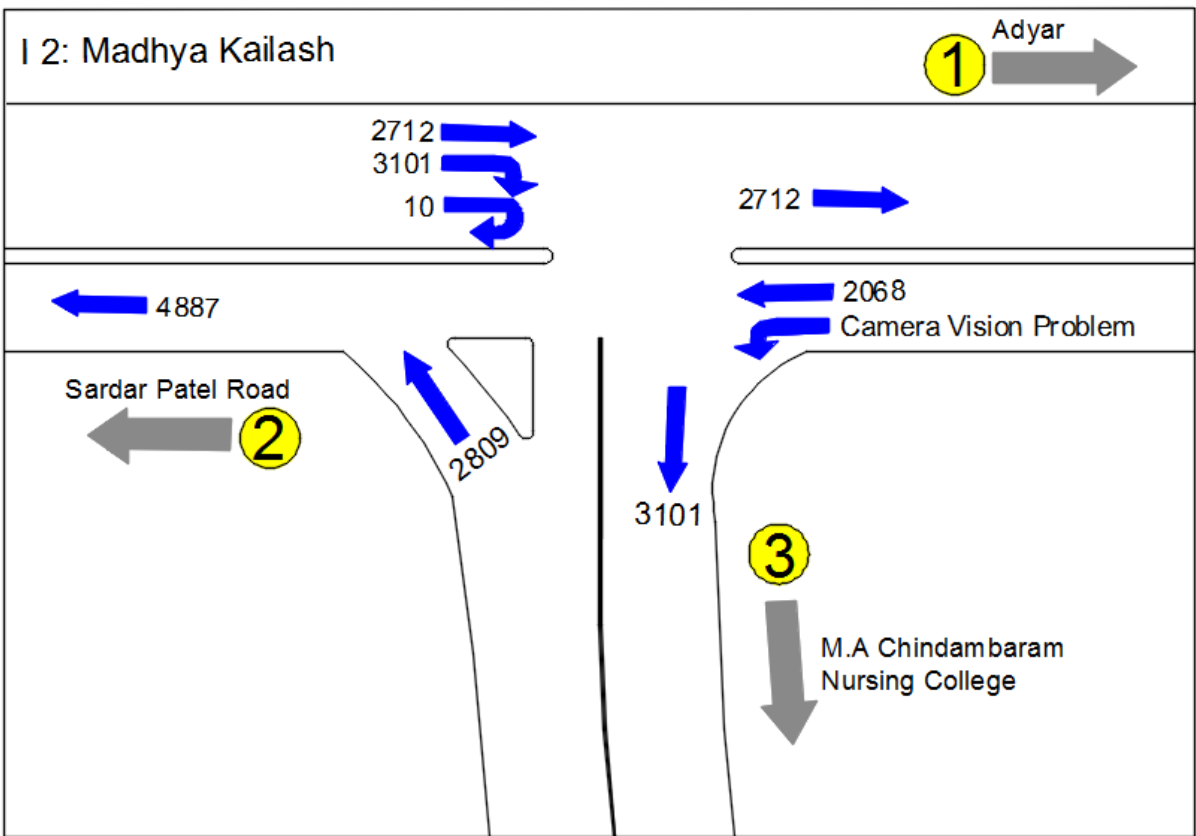 I 2: Madhya Kailash
Adyar
1
2712
3101
10
2712
4887
2068
Camera Vision Problem
Sardar Patel Road
2
2809
3101
3
M.A Chindambaram
Nursing College